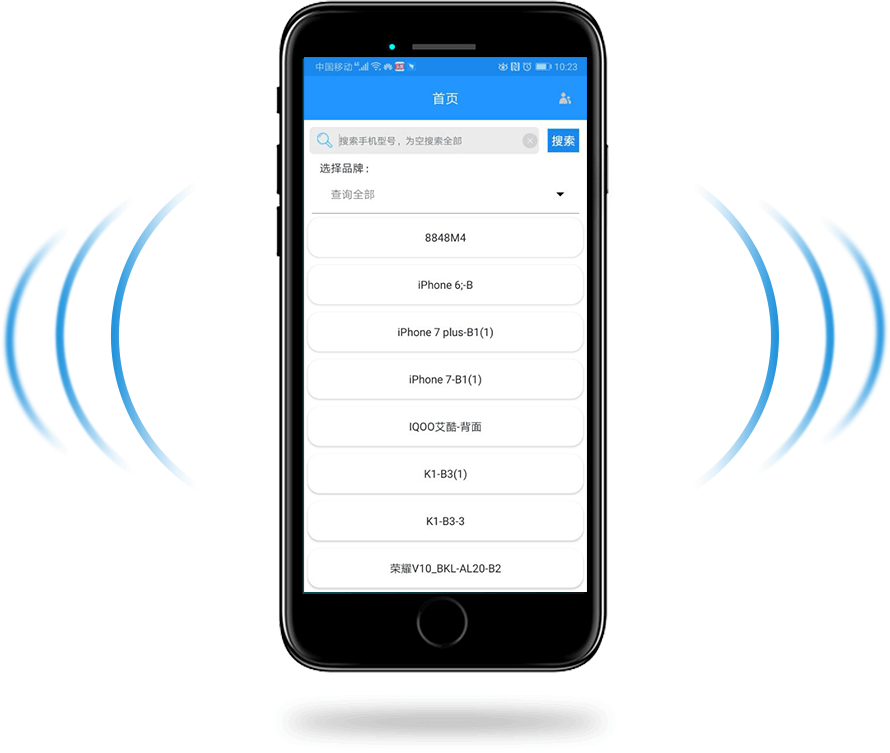 中国移动 4G 10:23
首页
搜索手机型号，为空搜索全部 搜索
选择品牌：
查询全部
8848M4
iPhone 6;-B
iPhone 7 plus-B1(1)
iPhone 7-B1(1)
IQOO艾酷-背面
K1-B3(1)
K1-B3-3
荣耀V10_BKL-AL20-B2